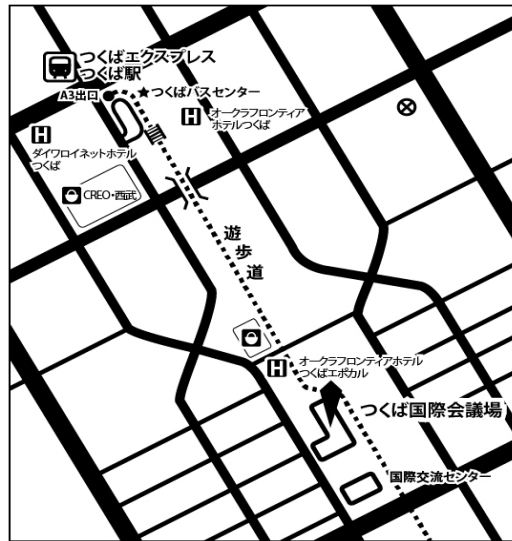 つくばエクスプレス
つくば駅
A3出口
つくばバスセンター
H
オークラフロンティア
ホテルつくば
H
ダイワロイネットホテル
つくば
CREO・西武
遊歩道
H
オークラフロンティアホテル
つくばエポカル
つくば国際会議場
国際交流センター